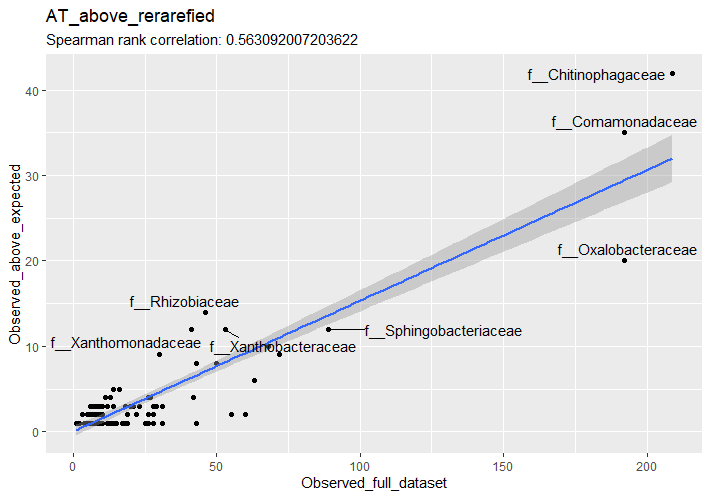 AT_above_rerarefied
Spearman rank correlation: 0.563092007203622
f__Chitinophagaceae
f__Comamonadaceae
f__Oxalobacteraceae
f__Rhizobiaceae
f__Sphingobacteriaceae
f__Xanthomonadaceae
f__Xanthobacteraceae
40
30
20
10
0
Observed_above_expected
0 50 100 150 200
Observed_full_dataset